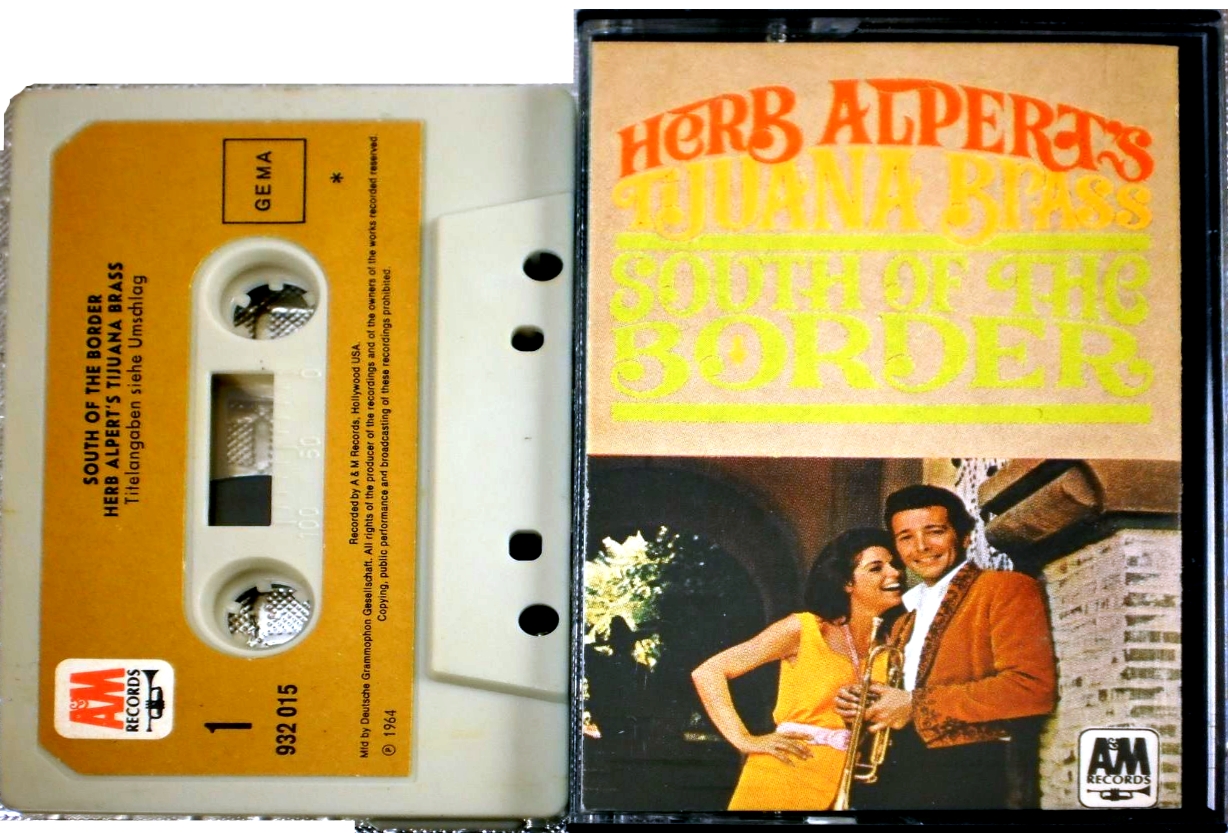 SOUTH OF THE BORDER
HERB ALPERT'S TIJUANA BRASS
Titelangaben siehe Umschlag
GEMA
*
0
50
100
A&M
RECORDS
1
932 015
Recorded by A & M Records, Hollywood USA.
Mfd by Deutsche Grammophon Gesellschaft. All rights of the producer of the recordings and of the owners of the works recorded reserved.
Copying, public performance and broadcasting of these recordings prohibited.
℗ 1964
HERB ALPERT'S
TIJUANA BRASS
SOUTH OF THE
BORDER
A&M
RECORDS